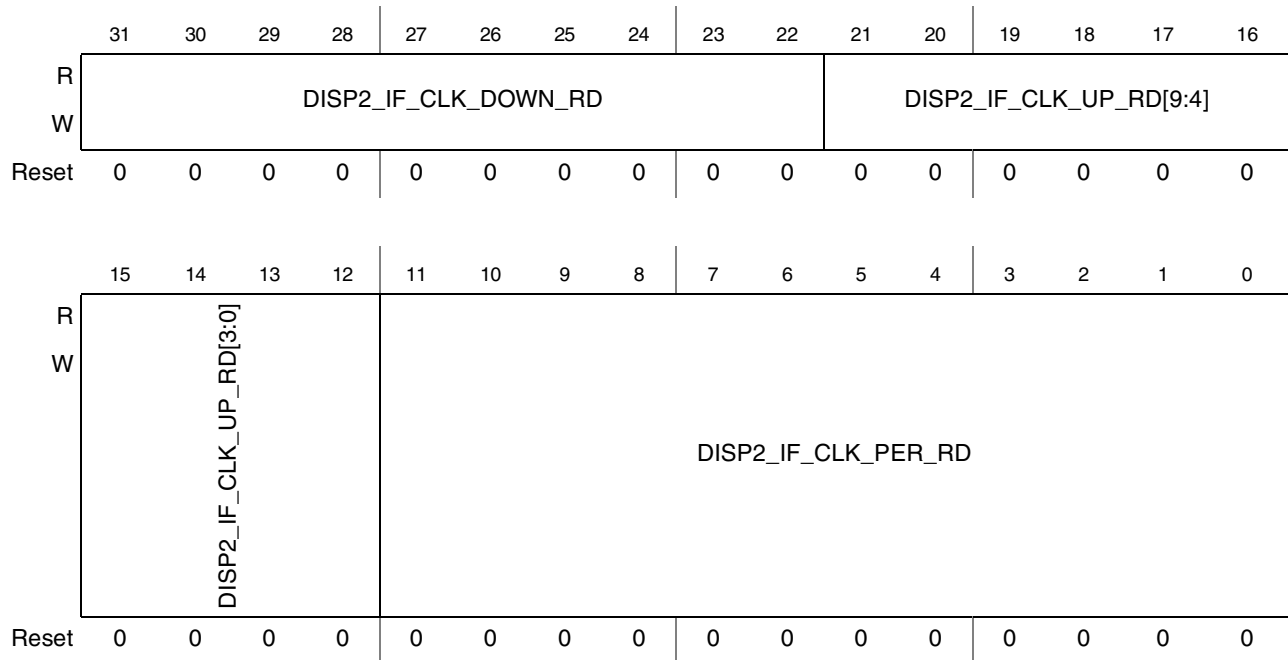 31 30 29 28 27 26 25 24 23 22 21 20 19 18 17 16
R
W
DISP2_IF_CLK_DOWN_RD DISP2_IF_CLK_UP_RD[9:4]
Reset 0 0 0 0 0 0 0 0 0 0 0 0 0 0 0 0
15 14 13 12 11 10 9 8 7 6 5 4 3 2 1 0
R
W
DISP2_IF_CLK_UP_RD[3:0]
DISP2_IF_CLK_PER_RD
Reset 0 0 0 0 0 0 0 0 0 0 0 0 0 0 0 0